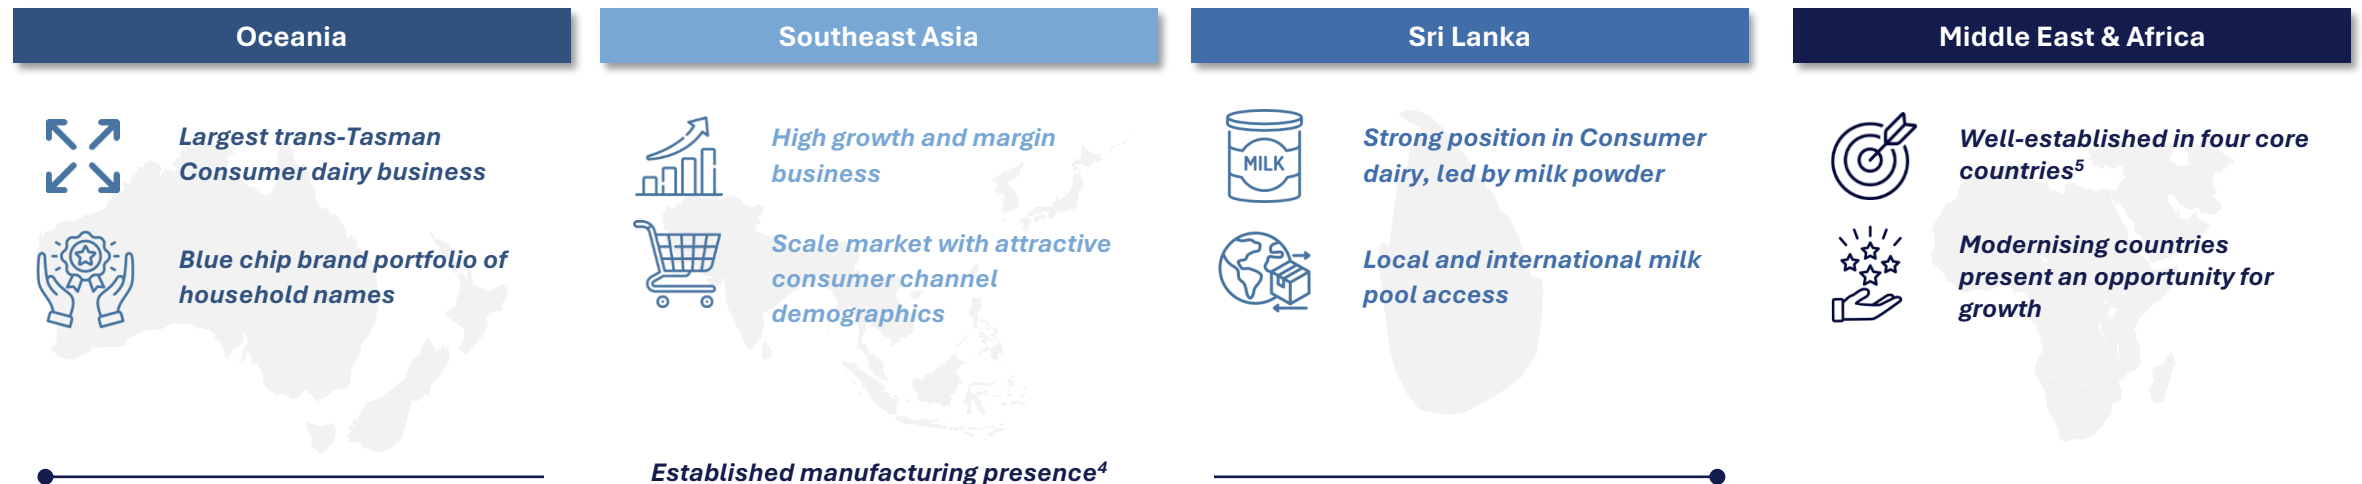 Oceania
Largest trans-Tasman
Consumer dairy business
Blue chip brand portfolio of
household names
Southeast Asia
High growth and margin
business
Scale market with attractive
consumer channel
demographics
Sri Lanka
MILK
Strong position in Consumer
dairy, led by milk powder
Local and international milk
pool access
Middle East & Africa
Well-established in four core
countries⁵
Modernising countries
present an opportunity for
growth
Established manufacturing presence⁴